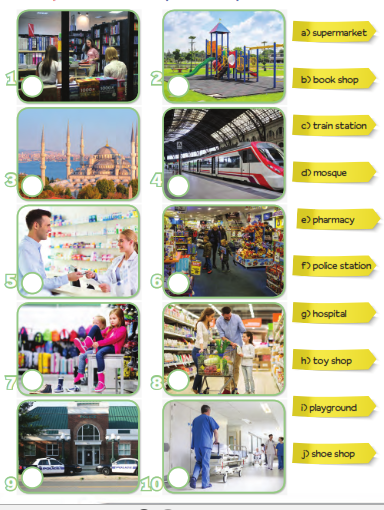 1
2
a) supermarket
b) book shop
3
4
c) train station
d) mosque
5
6
e) pharmacy
f) police station
7
8
g) hospital
h) toy shop
9
10
i) playground
j) shoe shop